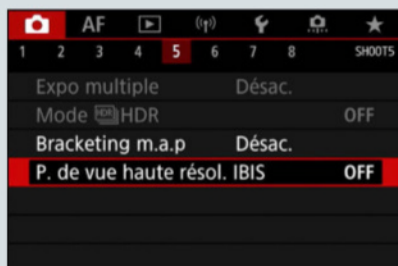 AF
1 2 3 4 5 6 7 8 SHOOT5
Expo multiple Désac.
Mode HDR HDR OFF
Bracketing m.a.p Désac.
P. de vue haute résol. IBIS OFF